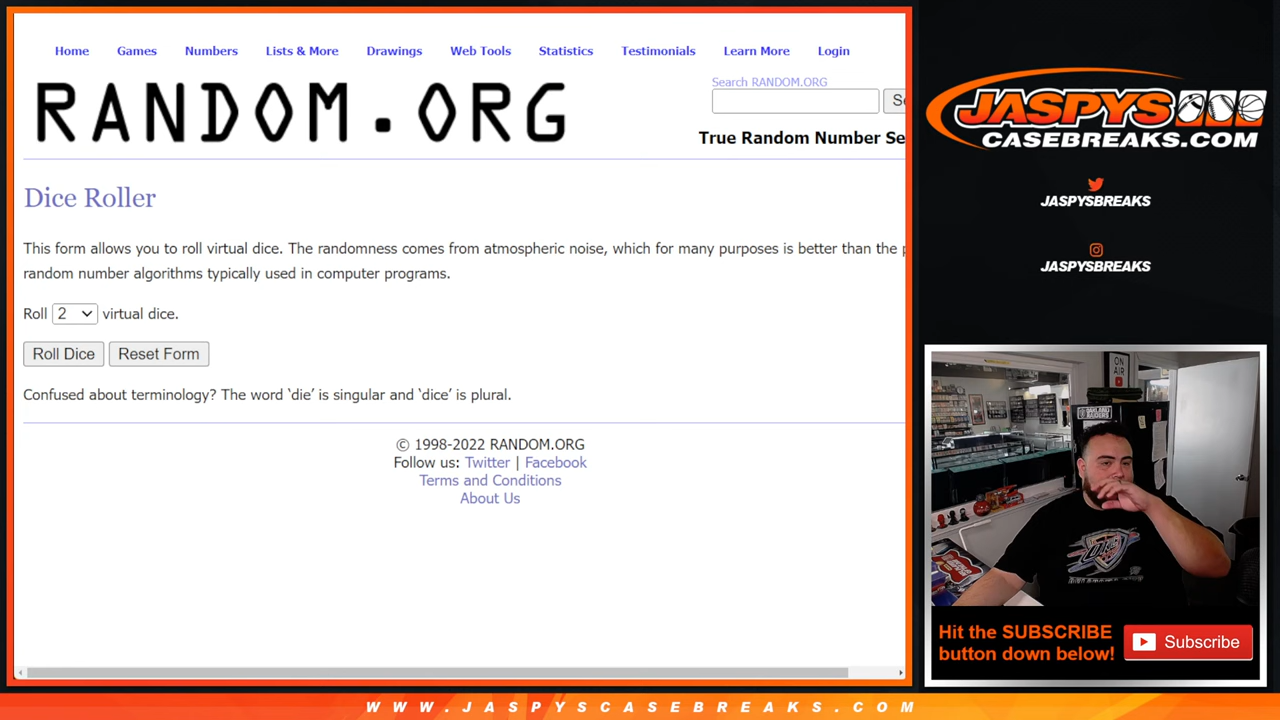 Home Games Numbers Lists & More Drawings Web Tools Statistics Testimonials Learn More Login
RANDOM.ORG
Search RANDOM.ORG
True Random Number Se
Dice Roller
This form allows you to roll virtual dice. The randomness comes from atmospheric noise, which for many purposes is better than the
random number algorithms typically used in computer programs.
Roll 2 virtual dice.
Roll Dice Reset Form
Confused about terminology? The word ‘die’ is singular and ‘dice’ is plural.
© 1998-2022 RANDOM.ORG
Follow us: Twitter | Facebook
Terms and Conditions
About Us
JASPYS
CASEBREAKS.COM
JASPYSBREAKS
JASPYSBREAKS
ON
AIR
OAKLAND
RAIDERS
OKC
Hit the SUBSCRIBE
button down below!
Subscribe
WWW.JASPYSCASEBREAKS.COM